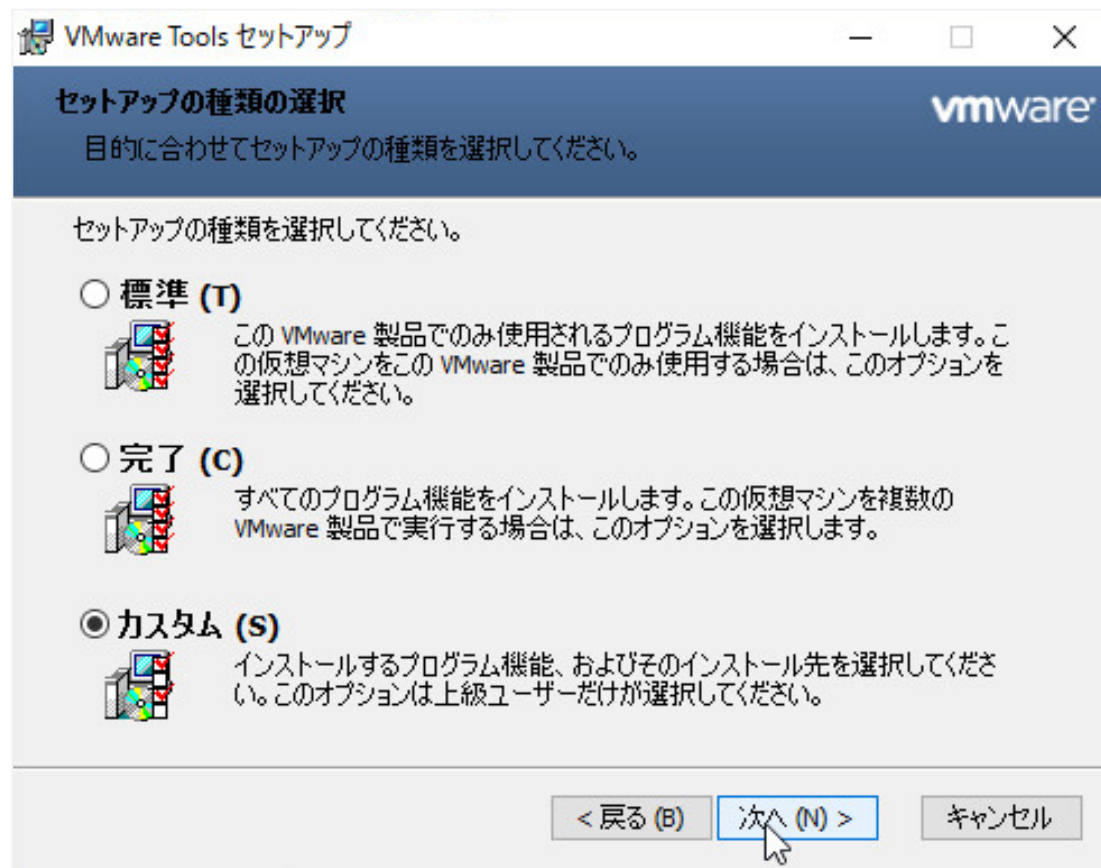 VMware Tools セットアップ
セットアップの種類の選択
vmware
目的に合わせてセットアップの種類を選択してください。
セットアップの種類を選択してください。
標準 (T)
この VMware 製品でのみ使用されるプログラム機能をインストールします。こ
の仮想マシンをこの VMware 製品でのみ使用する場合は、このオプションを
選択してください。
完了 (C)
すべてのプログラム機能をインストールします。この仮想マシンを複数の
VMware 製品で実行する場合は、このオプションを選択します。
カスタム (S)
インストールするプログラム機能、およびそのインストール先を選択してくださ
い。このオプションは上級ユーザーだけが選択してください。
< 戻る (B)
次へ (N) >
キャンセル